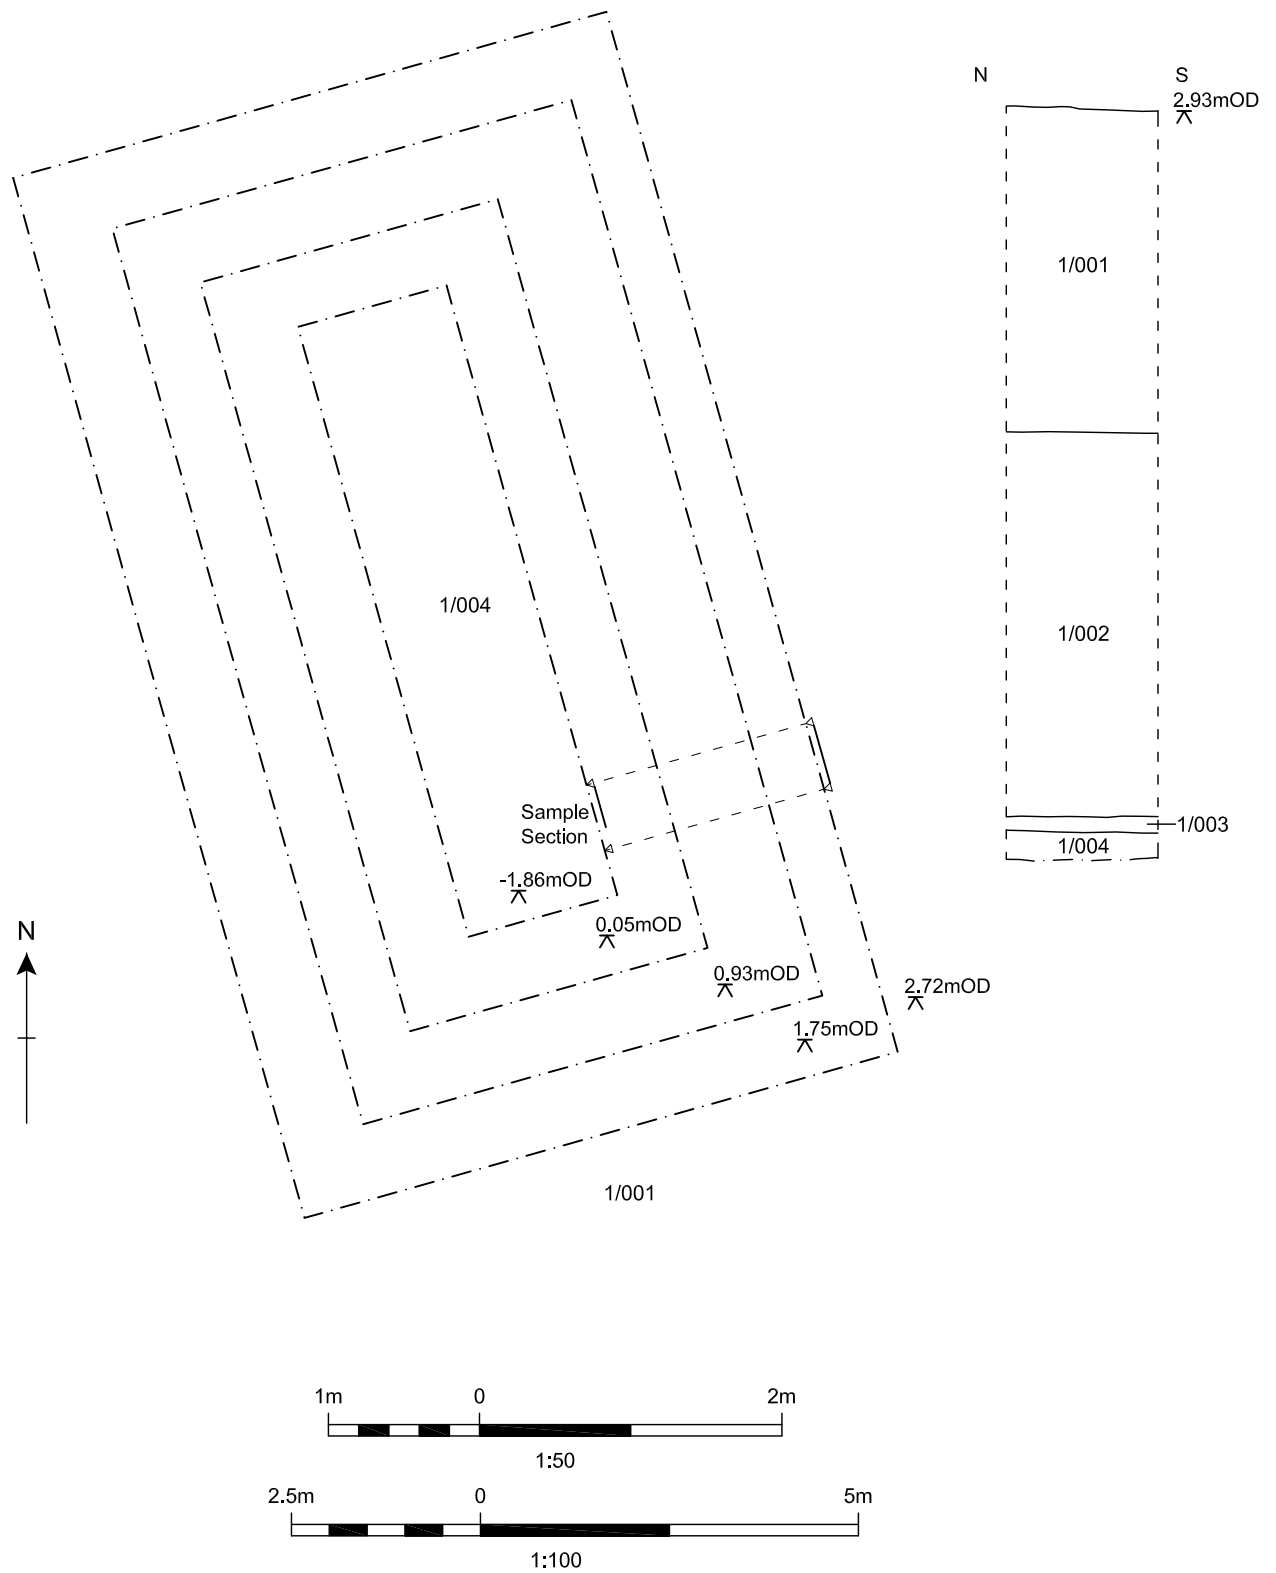 N S
2.93mOD
1/001
1/002
1/003
1/004
1/004
Sample
Section
-1.86mOD
0.05mOD
0.93mOD
2.72mOD
1.75mOD
N
1/001
1m 0 2m
1:50
2.5m 0 5m
1:100